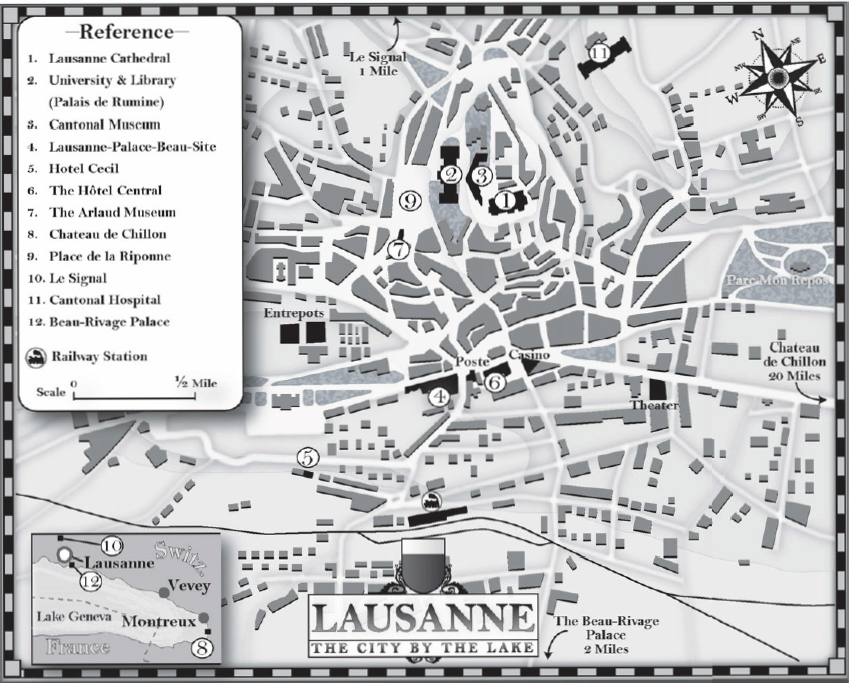 Reference
1. Lausanne Cathedral
2. University & Library
(Palais de Rumine)
3. Cantonal Museum
4. Lausanne-Palace-Beau-Site
5. Hotel Cecil
6. The Hôtel Central
7. The Arlaud Museum
8. Chateau de Chillon
9. Place de la Riponne
10. Le Signal
11. Cantonal Hospital
12. Beau-Rivage Palace
Railway Station
Scale 0 ½ Mile
Le Signal
1 Mile
11
N
E
S
W
2
3
1
9
7
Parc Mon Repos
Entrepots
Poste
Casino
4
6
Theater
Chateau
de Chillon
20 Miles
5
10
Switz.
Lausanne
12
Vevey
Lake Geneva
Montreux
France
8
LAUSANNE
THE CITY BY THE LAKE
The Beau-Rivage
Palace
2 Miles